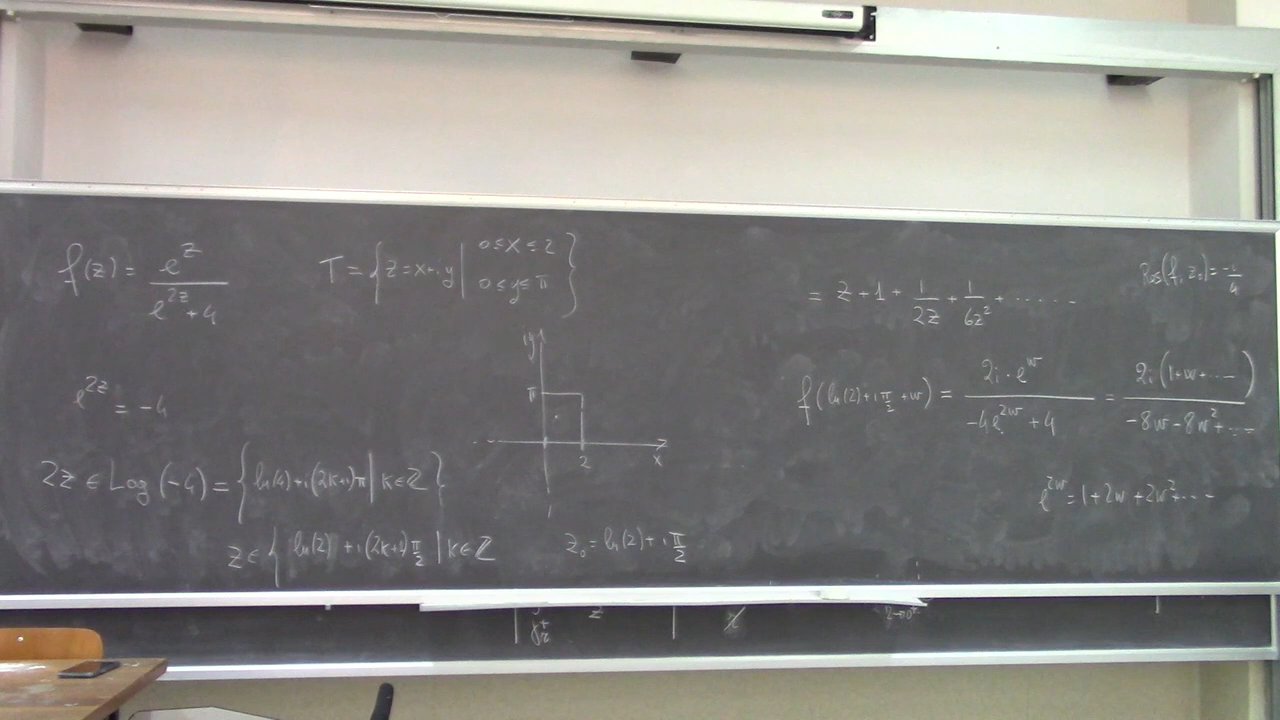 f(z) = e^z / (e^{2z} + 4)
T = { z = x+iy | 0 ≤ x ≤ 2
0 ≤ y ≤ π }
e^{2z} = -4
iy
π
2
x
2z ∈ Log(-4) = { ln(4) + i(2k+1)π | k ∈ ℤ }
z ∈ { ln(2) + i(2k+1) π/2 | k ∈ ℤ
z₀ = ln(2) + i π/2
= z + 1 + 1/(2z) + 1/(6z²) + ......
Res(f, z₀) = -i/4
f(ln(2) + i π/2 + w) = (2i · e^w) / (-4e^{2w} + 4) = (2i (1+w+...)) / (-8w - 8w² + ...)
e^{2w} = 1 + 2w + 2w² + ...